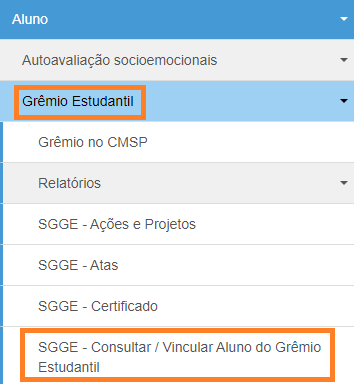 Aluno
Autoavaliação socioemocionais
Grêmio Estudantil
Grêmio no CMSP
Relatórios
SGGE - Ações e Projetos
SGGE - Atas
SGGE - Certificado
SGGE - Consultar / Vincular Aluno do Grêmio
Estudantil